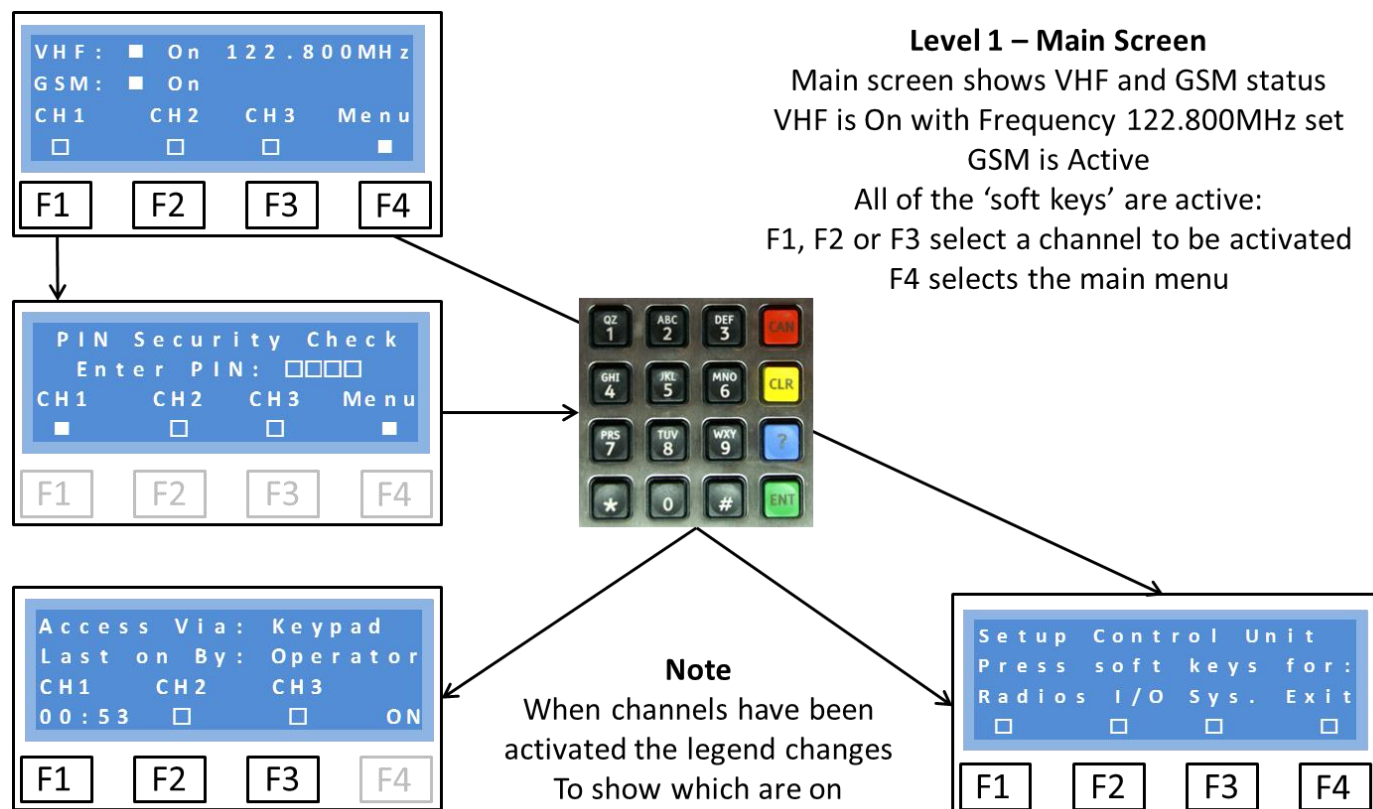 VHF: ■ On 122.800MHz
GSM: ■ On
CH1 CH2 CH3 Menu
□ □ □ ■
F1 F2 F3 F4
Level 1 – Main Screen
Main screen shows VHF and GSM status
VHF is On with Frequency 122.800MHz set
GSM is Active
All of the ‘soft keys’ are active:
F1, F2 or F3 select a channel to be activated
F4 selects the main menu
PIN Security Check
Enter PIN: □□□□
CH1 CH2 CH3 Menu
■ □ □ ■
F1 F2 F3 F4
QZ ABC DEF
1 2 3 CAN
GHI JKL MNO
4 5 6 CLR
PRS TUV WXY
7 8 9 ?
* 0 # ENT
Access Via: Keypad
Last on By: Operator
CH1 CH2 CH3
00:53 □ □ ON
F1 F2 F3 F4
Note
When channels have been
activated the legend changes
To show which are on
Setup Control Unit
Press soft keys for:
Radios I/O Sys. Exit
□ □ □ □
F1 F2 F3 F4